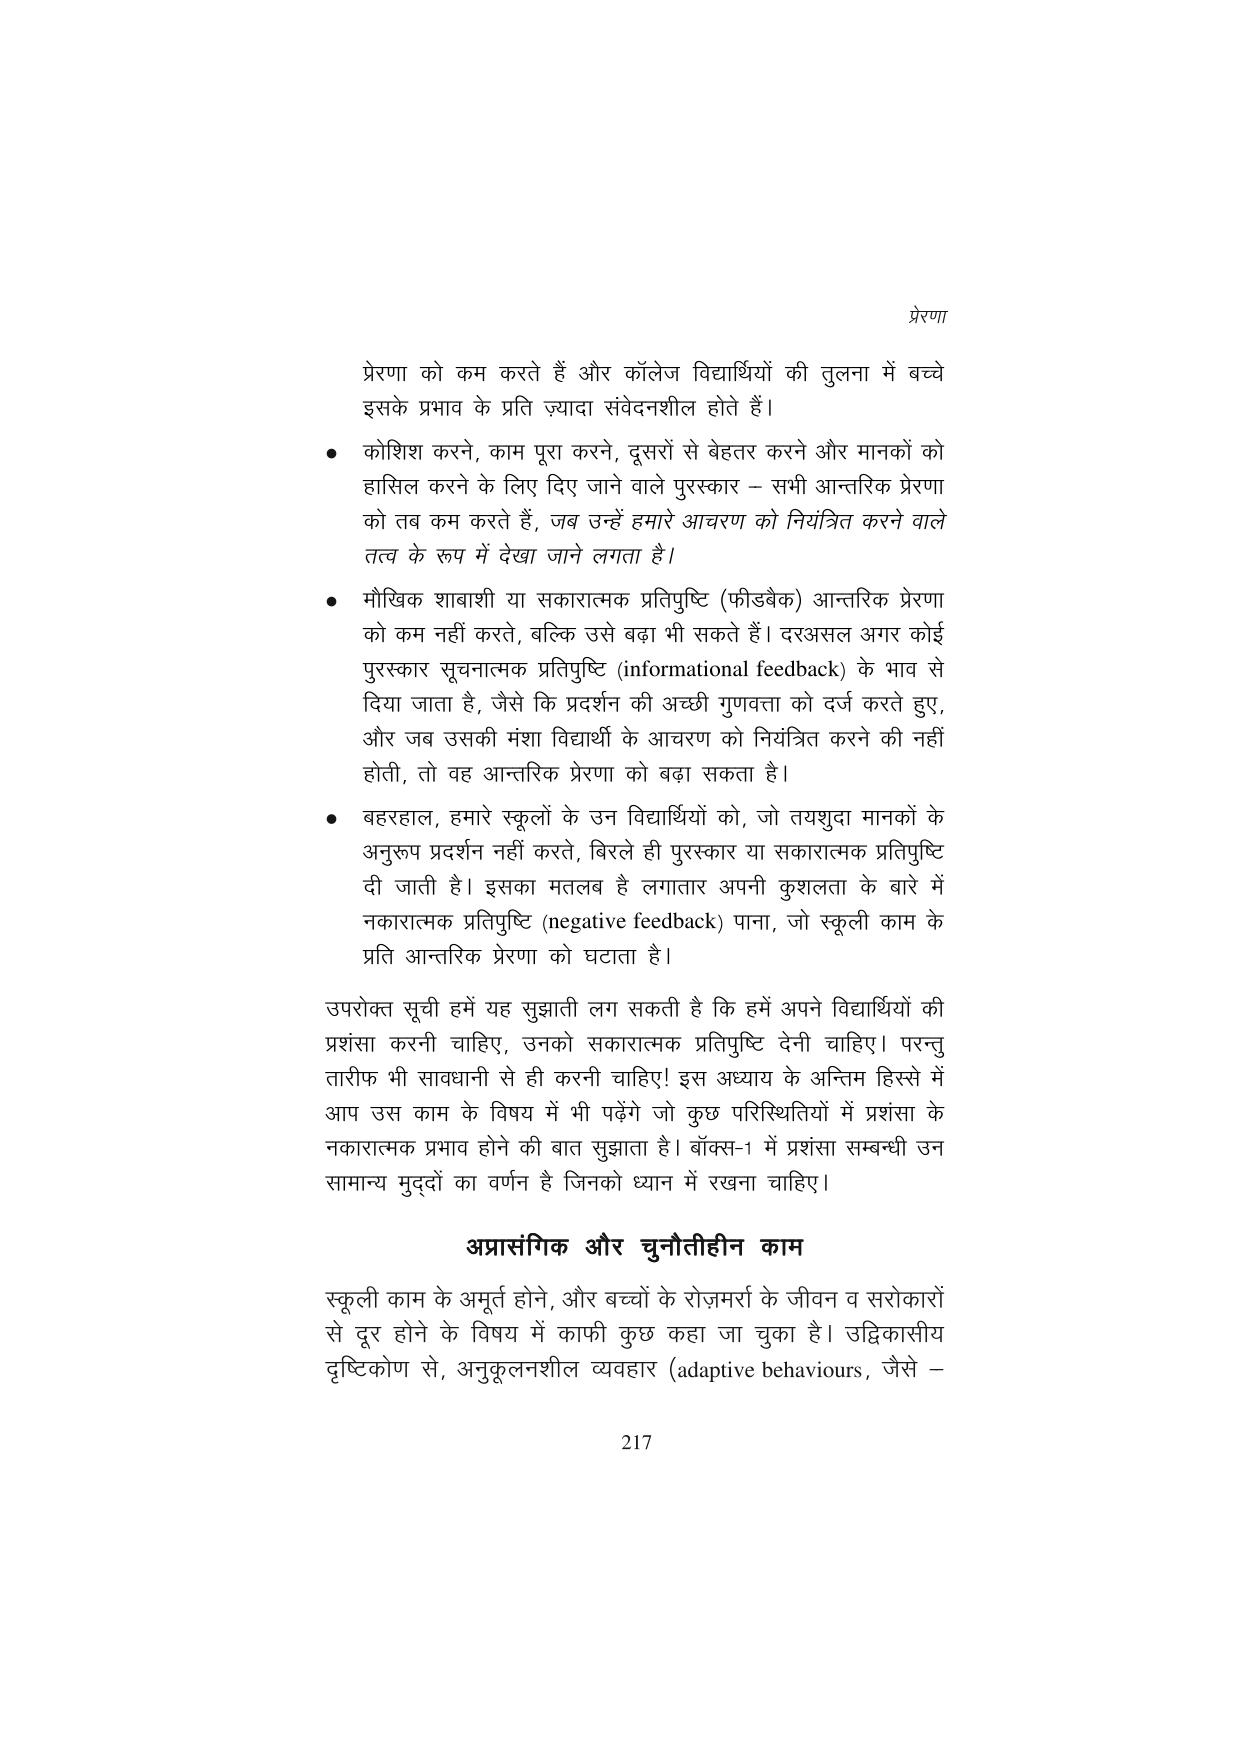 प्रेरणा
प्रेरणा को कम करते हैं और कॉलेज विद्यार्थियों की तुलना में बच्चे
इसके प्रभाव के प्रति ज़्यादा संवेदनशील होते हैं।
● कोशिश करने, काम पूरा करने, दूसरों से बेहतर करने और मानकों को
हासिल करने के लिए दिए जाने वाले पुरस्कार – सभी आन्तरिक प्रेरणा
को तब कम करते हैं, जब उन्हें हमारे आचरण को नियंत्रित करने वाले
तत्व के रूप में देखा जाने लगता है।
● मौखिक शाबाशी या सकारात्मक प्रतिपुष्टि (फीडबैक) आन्तरिक प्रेरणा
को कम नहीं करते, बल्कि उसे बढ़ा भी सकते हैं। दरअसल अगर कोई
पुरस्कार सूचनात्मक प्रतिपुष्टि (informational feedback) के भाव से
दिया जाता है, जैसे कि प्रदर्शन की अच्छी गुणवत्ता को दर्ज करते हुए,
और जब उसकी मंशा विद्यार्थी के आचरण को नियंत्रित करने की नहीं
होती, तो वह आन्तरिक प्रेरणा को बढ़ा सकता है।
● बहरहाल, हमारे स्कूलों के उन विद्यार्थियों को, जो तयशुदा मानकों के
अनुरूप प्रदर्शन नहीं करते, बिरले ही पुरस्कार या सकारात्मक प्रतिपुष्टि
दी जाती है। इसका मतलब है लगातार अपनी कुशलता के बारे में
नकारात्मक प्रतिपुष्टि (negative feedback) पाना, जो स्कूली काम के
प्रति आन्तरिक प्रेरणा को घटाता है।
उपरोक्त सूची हमें यह सुझाती लग सकती है कि हमें अपने विद्यार्थियों की
प्रशंसा करनी चाहिए, उनको सकारात्मक प्रतिपुष्टि देनी चाहिए। परन्तु
तारीफ भी सावधानी से ही करनी चाहिए! इस अध्याय के अन्तिम हिस्से में
आप उस काम के विषय में भी पढ़ेंगे जो कुछ परिस्थितियों में प्रशंसा के
नकारात्मक प्रभाव होने की बात सुझाता है। बॉक्स-1 में प्रशंसा सम्बन्धी उन
सामान्य मुद्दों का वर्णन है जिनको ध्यान में रखना चाहिए।
अप्रासंगिक और चुनौतीहीन काम
स्कूली काम के अमूर्त होने, और बच्चों के रोज़मर्रा के जीवन व सरोकारों
से दूर होने के विषय में काफी कुछ कहा जा चुका है। उद्विकासीय
दृष्टिकोण से, अनुकूलनशील व्यवहार (adaptive behaviours, जैसे –
217